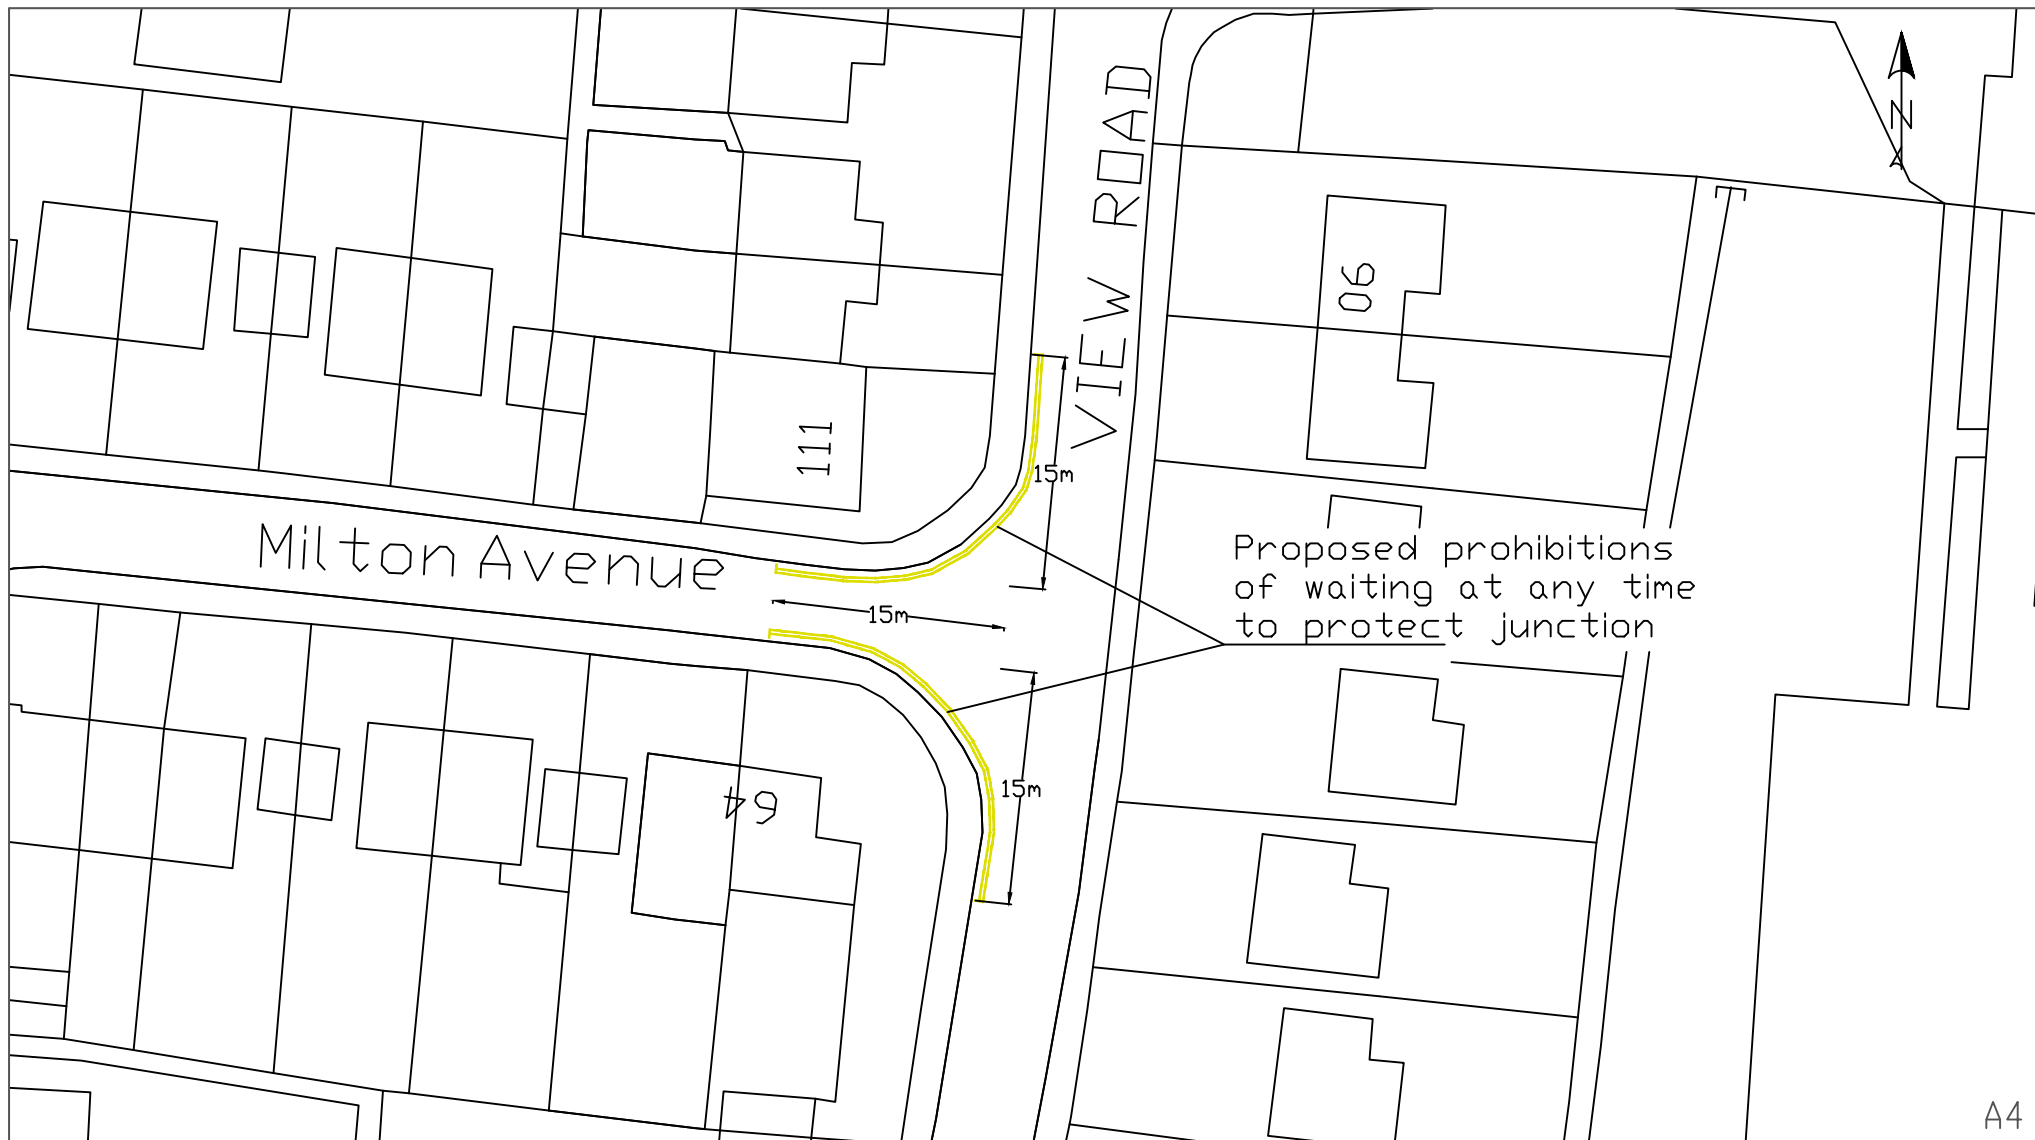 N
VIEW ROAD
90
111
15m
Milton Avenue
Proposed prohibitions
of waiting at any time
to protect junction
15m
15m
64
A4